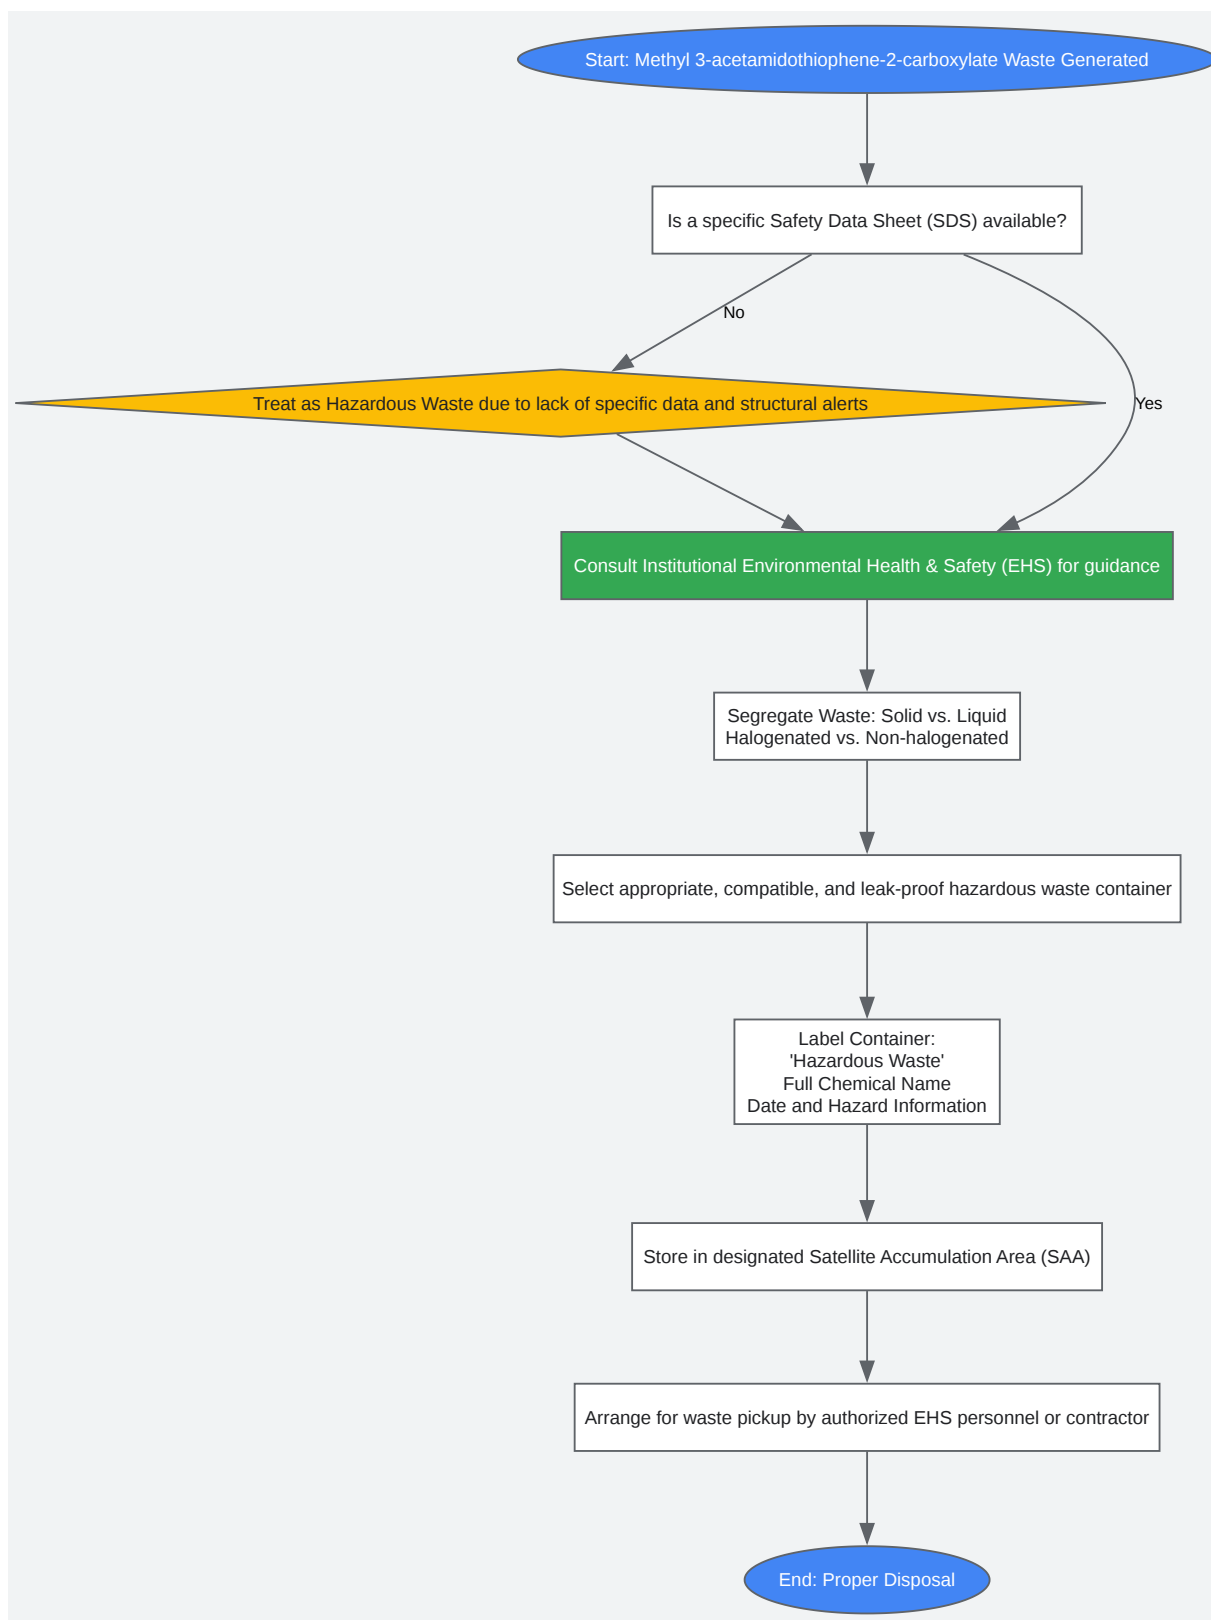 Start: Methyl 3-acetamidothiophene-2-carboxylate Waste Generated
Is a specific Safety Data Sheet (SDS) available?
No
Treat as Hazardous Waste due to lack of specific data and structural alerts
Yes
Consult Institutional Environmental Health & Safety (EHS) for guidance
Segregate Waste: Solid vs. Liquid
Halogenated vs. Non-halogenated
Select appropriate, compatible, and leak-proof hazardous waste container
Label Container:
'Hazardous Waste'
Full Chemical Name
Date and Hazard Information
Store in designated Satellite Accumulation Area (SAA)
Arrange for waste pickup by authorized EHS personnel or contractor
End: Proper Disposal